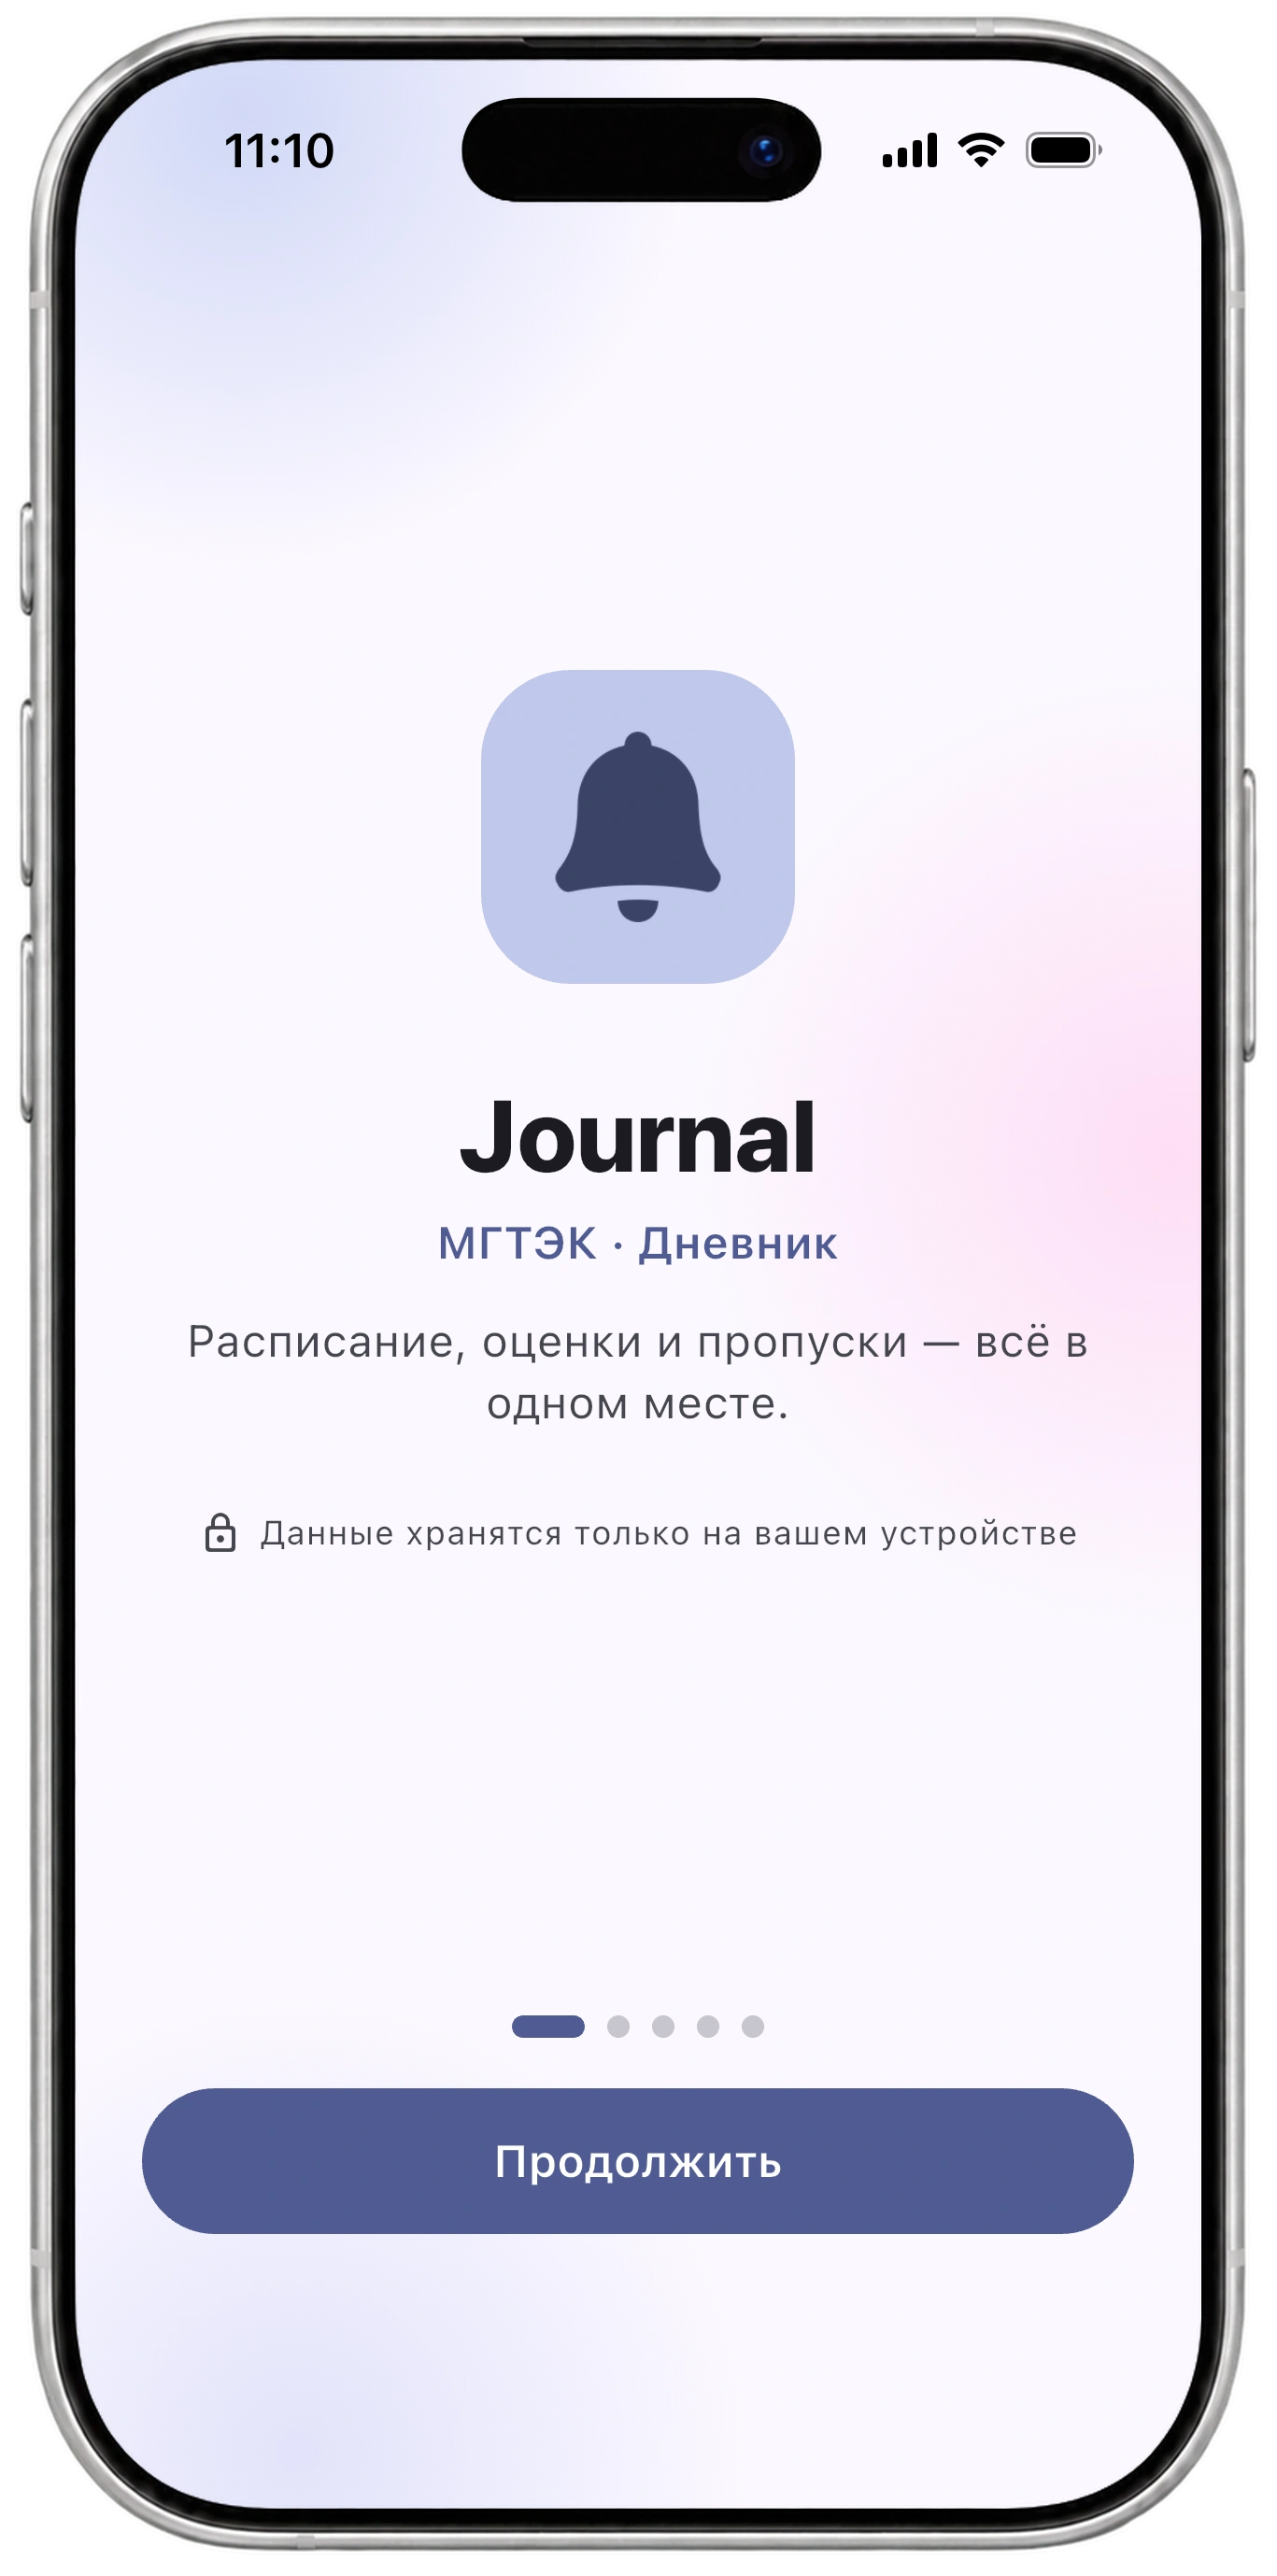 11:10
Journal
МГТЭК · Дневник
Расписание, оценки и пропуски — всё в
одном месте.
Данные хранятся только на вашем устройстве
Продолжить